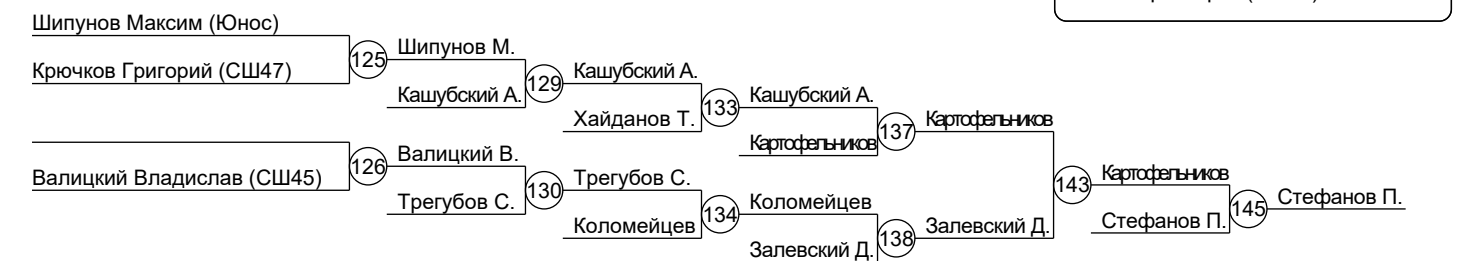 Шипунов Максим (Юнос)
125
Шипунов М.
Крючков Григорий (СШ47)
129
Кашубский А.
Кашубский А.
133
Кашубский А.
Хайданов Т.
137
Картофельников
Картофельников
126
Валицкий В.
Валицкий Владислав (СШ45)
130
Трегубов С.
143
Картофельников
Трегубов С.
134
Коломейцев
145
Стефанов П.
Коломейцев
138
Залевский Д.
Стефанов П.
Залевский Д.